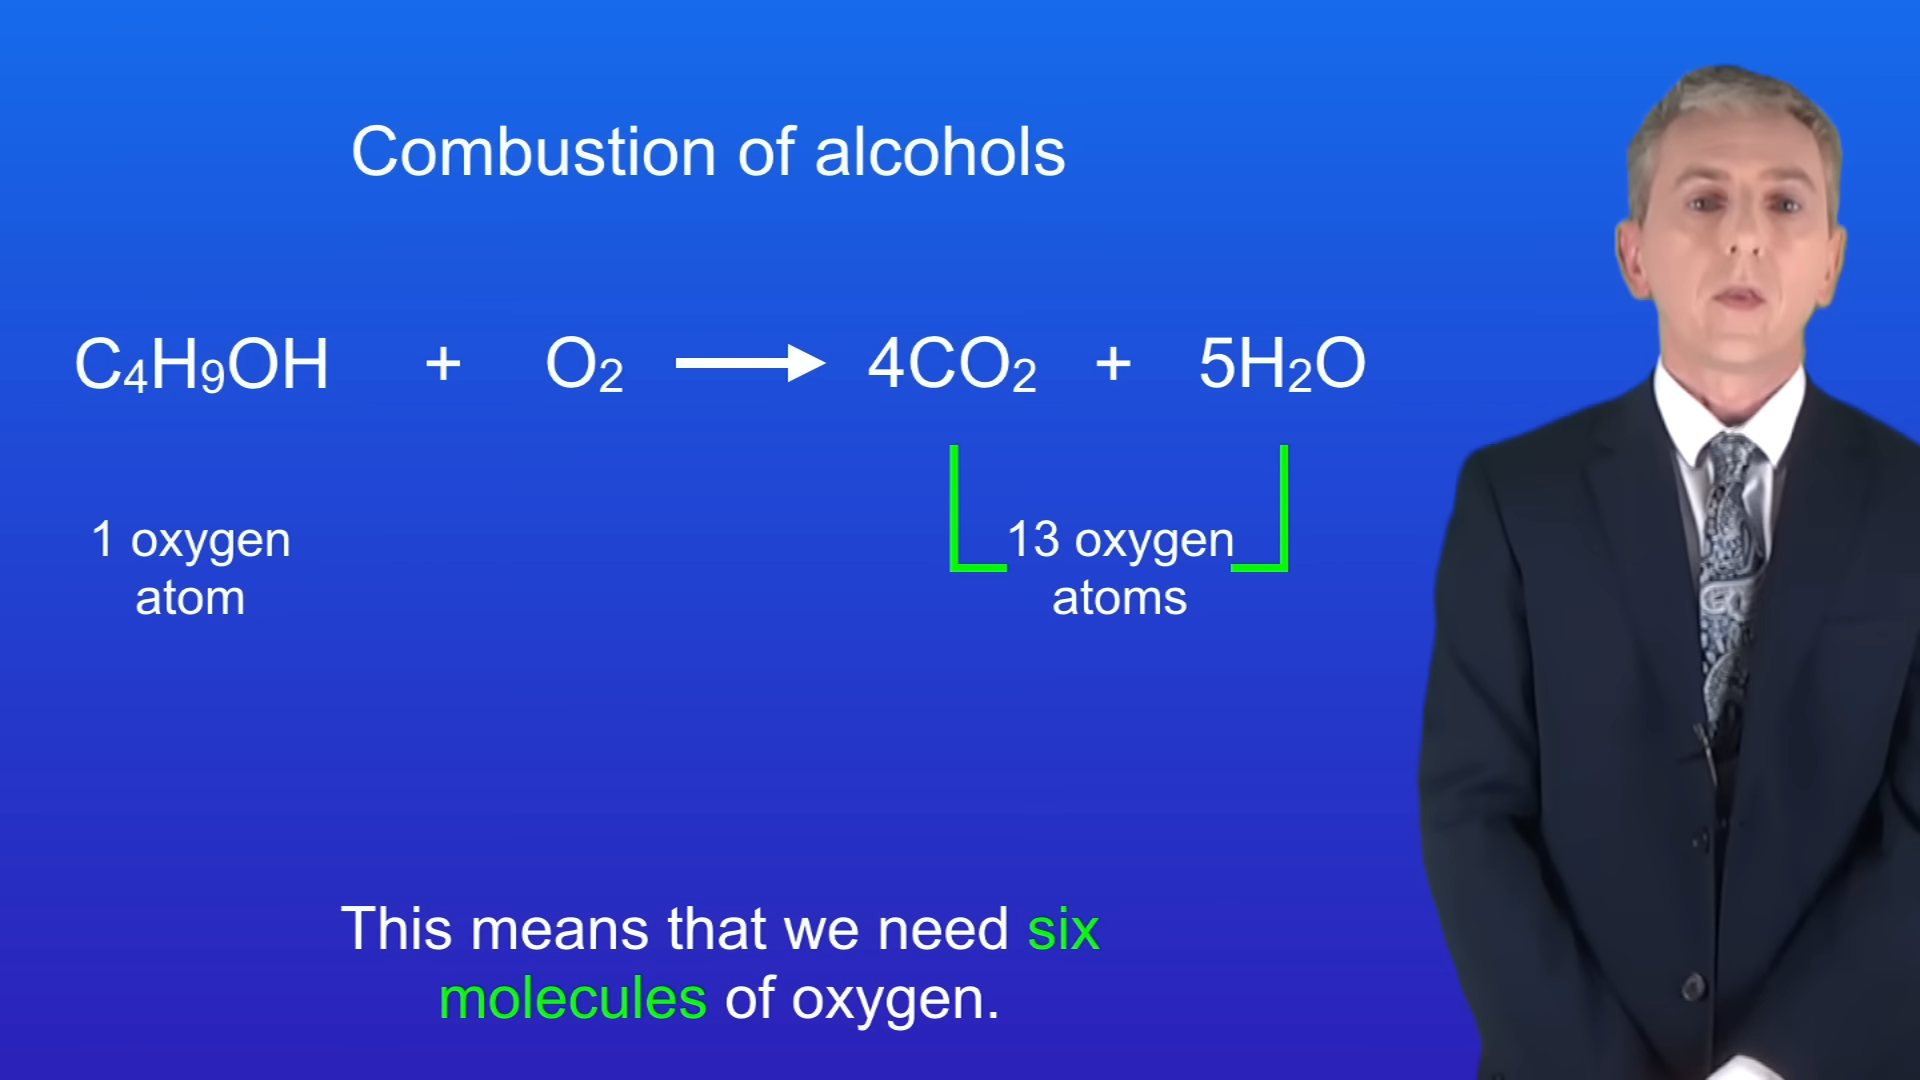 Combustion of alcohols
C₄H₉OH + O₂ ⟶ 4CO₂ + 5H₂O
1 oxygen
atom
13 oxygen
atoms
This means that we need six
molecules of oxygen.